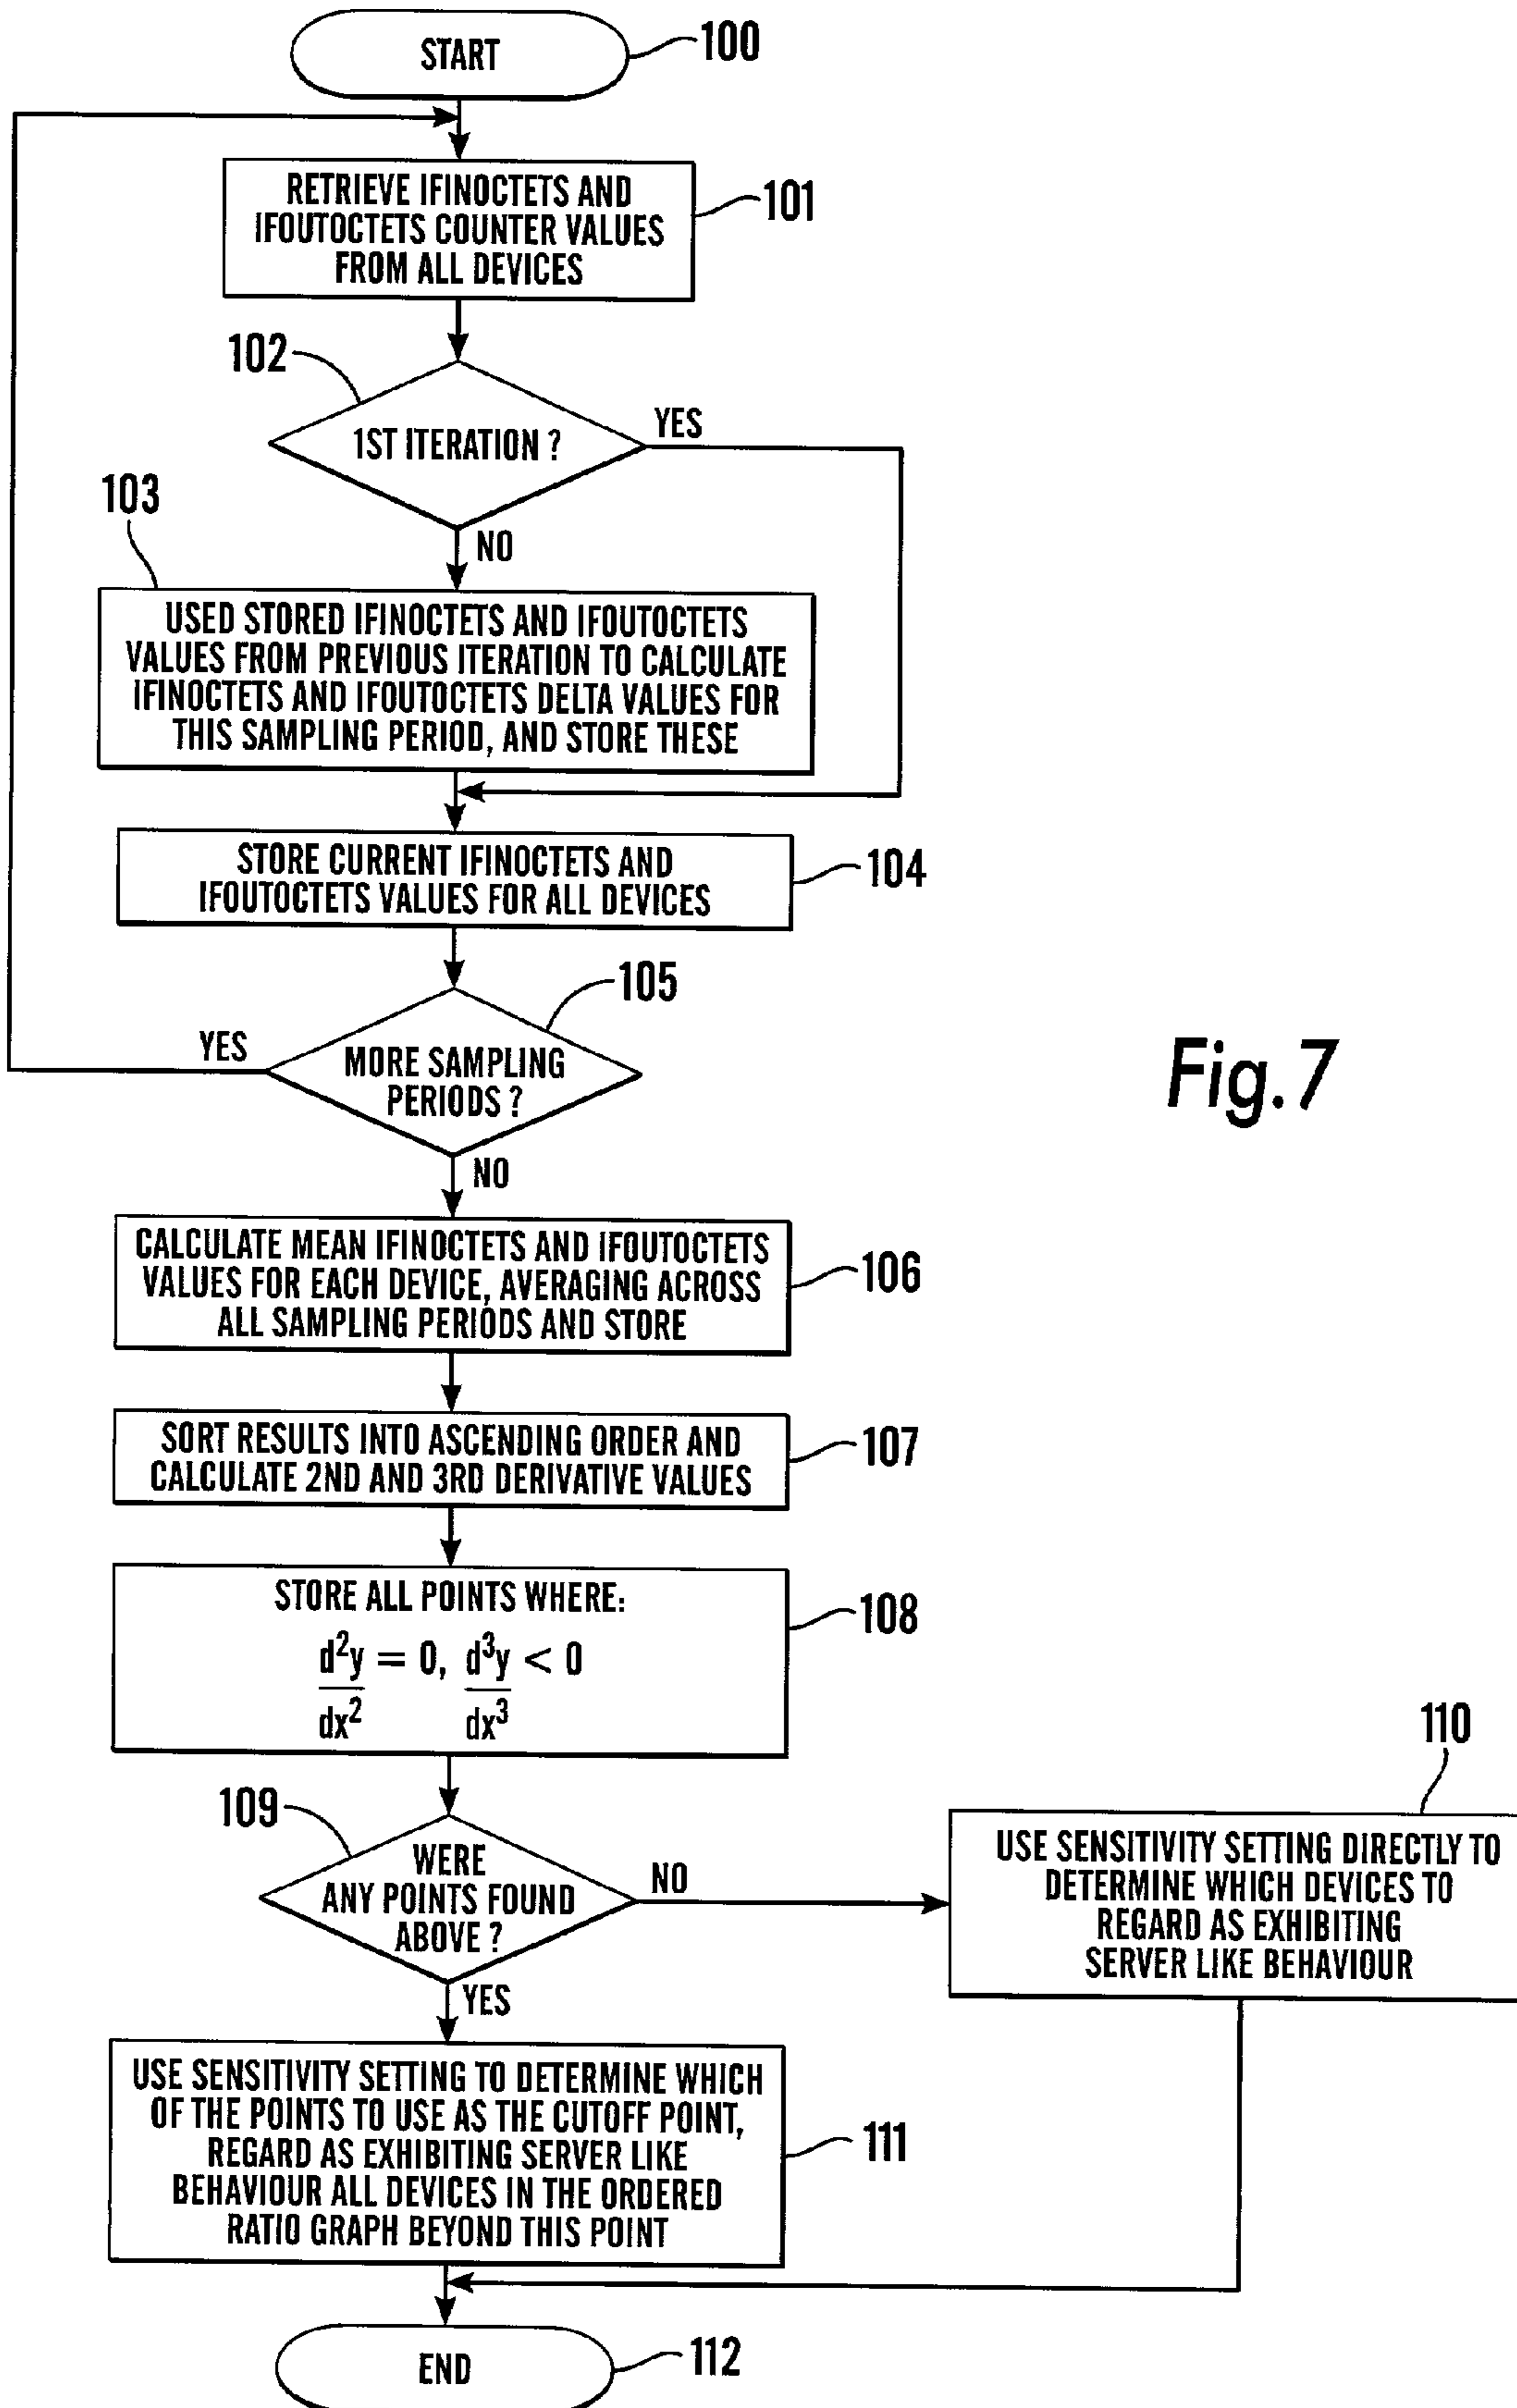 START
100
RETRIEVE IFINOCTETS AND
IFOUTOCTETS COUNTER VALUES
FROM ALL DEVICES
101
102
1ST ITERATION ?
YES
NO
103
USED STORED IFINOCTETS AND IFOUTOCTETS
VALUES FROM PREVIOUS ITERATION TO CALCULATE
IFINOCTETS AND IFOUTOCTETS DELTA VALUES FOR
THIS SAMPLING PERIOD, AND STORE THESE
STORE CURRENT IFINOCTETS AND
IFOUTOCTETS VALUES FOR ALL DEVICES
104
105
MORE SAMPLING
PERIODS ?
YES
NO
Fig.7
CALCULATE MEAN IFINOCTETS AND IFOUTOCTETS
VALUES FOR EACH DEVICE, AVERAGING ACROSS
ALL SAMPLING PERIODS AND STORE
106
SORT RESULTS INTO ASCENDING ORDER AND
CALCULATE 2ND AND 3RD DERIVATIVE VALUES
107
STORE ALL POINTS WHERE:
d²y = 0, d³y < 0
dx² dx³
108
109
WERE
ANY POINTS FOUND
ABOVE ?
NO
YES
110
USE SENSITIVITY SETTING DIRECTLY TO
DETERMINE WHICH DEVICES TO
REGARD AS EXHIBITING
SERVER LIKE BEHAVIOUR
USE SENSITIVITY SETTING TO DETERMINE WHICH
OF THE POINTS TO USE AS THE CUTOFF POINT,
REGARD AS EXHIBITING SERVER LIKE
BEHAVIOUR ALL DEVICES IN THE ORDERED
RATIO GRAPH BEYOND THIS POINT
111
END
112